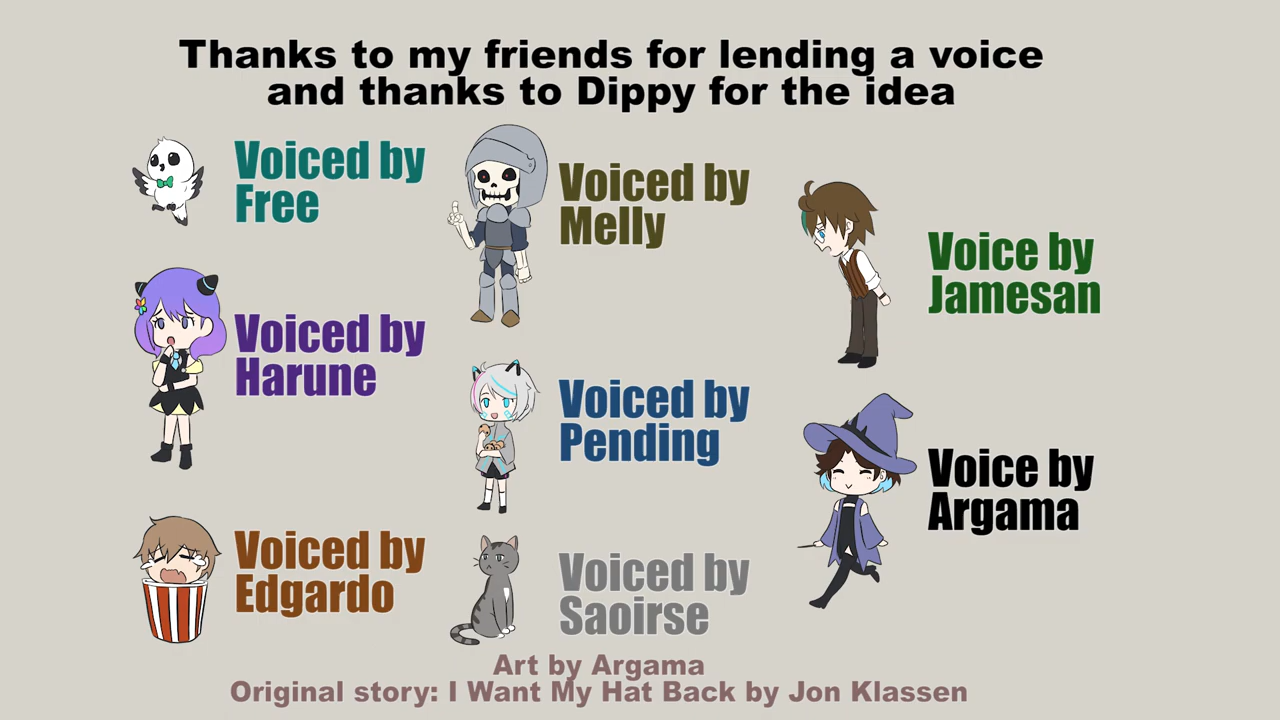 Thanks to my friends for lending a voice
and thanks to Dippy for the idea
Voiced by
Free
Voiced by
Harune
Voiced by
Edgardo
Voiced by
Melly
Voiced by
Pending
Voiced by
Saoirse
Voice by
Jamesan
Voice by
Argama
Art by Argama
Original story: I Want My Hat Back by Jon Klassen